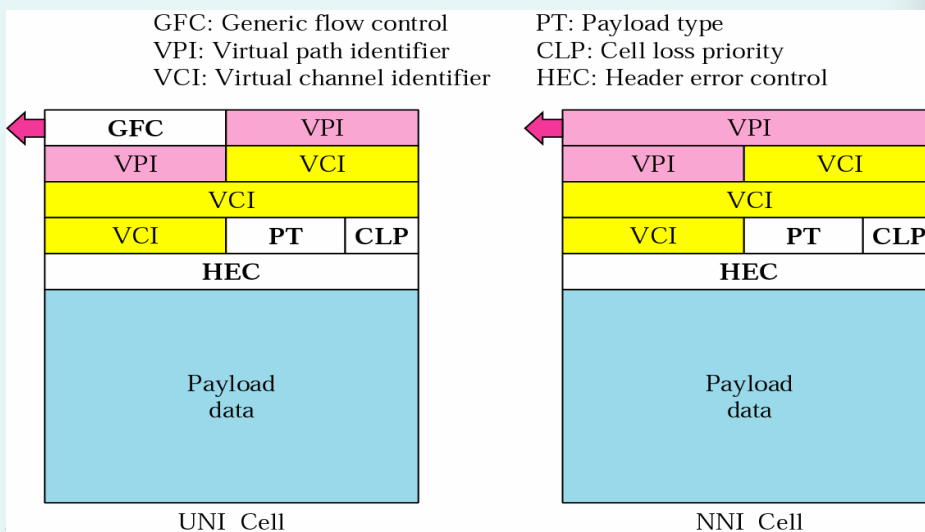 GFC: Generic flow control
VPI: Virtual path identifier
VCI: Virtual channel identifier
PT: Payload type
CLP: Cell loss priority
HEC: Header error control
GFC VPI
VPI VCI
VCI
VCI PT CLP
HEC
Payload
data
UNI Cell
VPI
VPI VCI
VCI
VCI PT CLP
HEC
Payload
data
NNI Cell